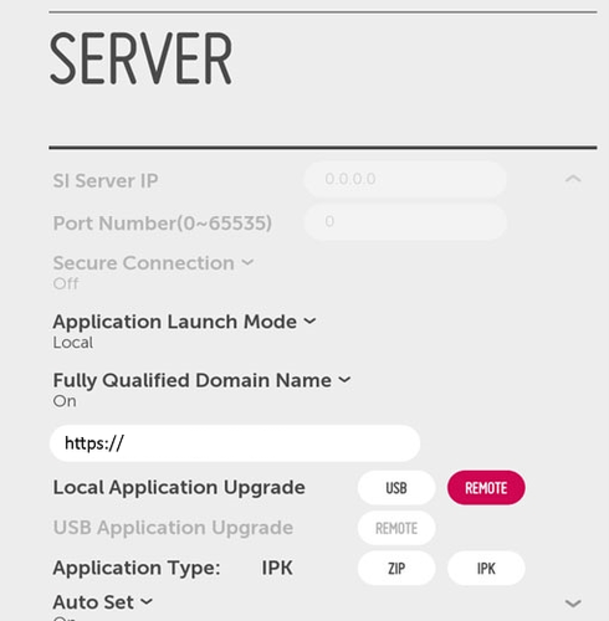 SERVER
SI Server IP 0.0.0.0
Port Number(0~65535) 0
Secure Connection
Off
Application Launch Mode
Local
Fully Qualified Domain Name
On
https://
Local Application Upgrade USB REMOTE
USB Application Upgrade REMOTE
Application Type: IPK ZIP IPK
Auto Set
On